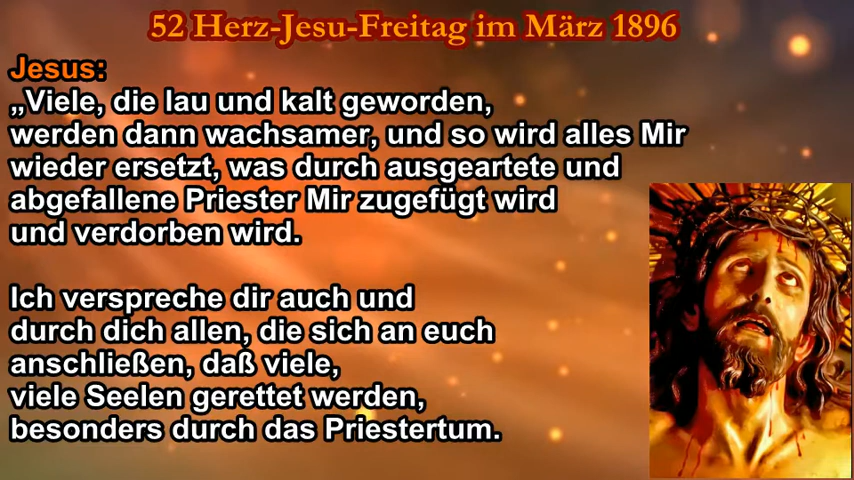 52 Herz-Jesu-Freitag im März 1896
Jesus:
„Viele, die lau und kalt geworden,
werden dann wachsamer, und so wird alles Mir
wieder ersetzt, was durch ausgeartete und
abgefallene Priester Mir zugefügt wird
und verdorben wird.
Ich verspreche dir auch und
durch dich allen, die sich an euch
anschließen, daß viele,
viele Seelen gerettet werden,
besonders durch das Priestertum.